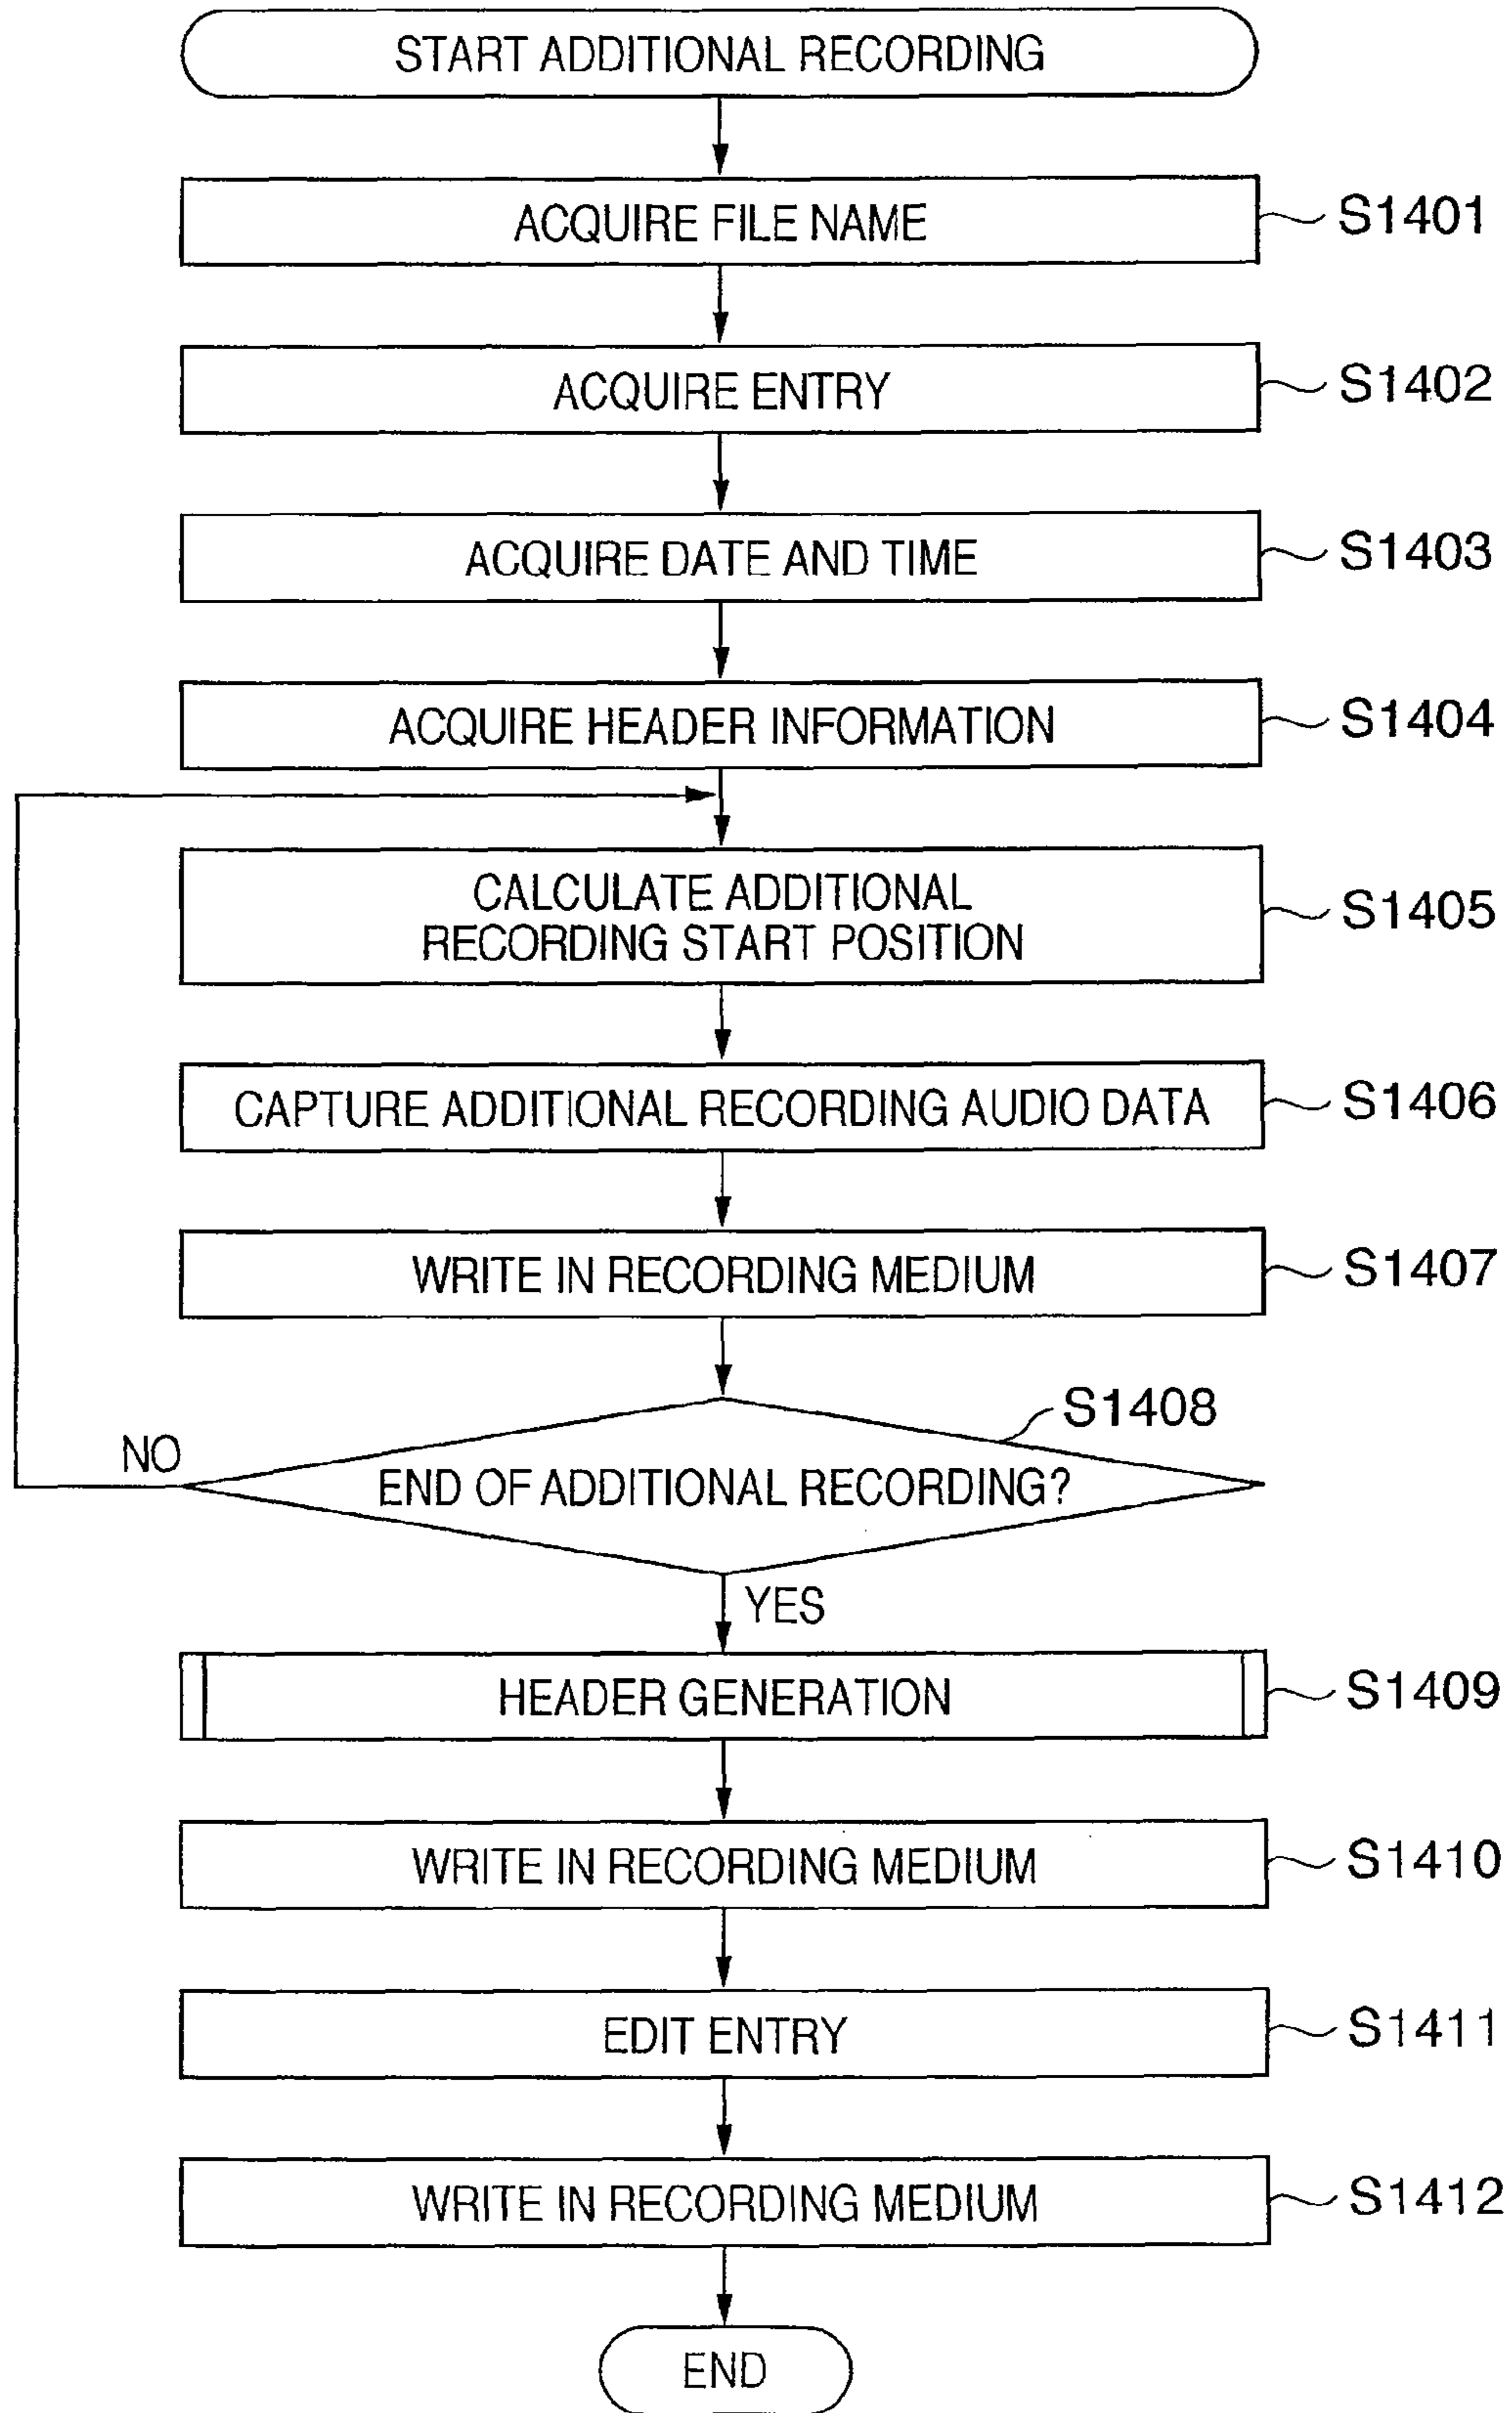 START ADDITIONAL RECORDING
ACQUIRE FILE NAME
S1401
ACQUIRE ENTRY
S1402
ACQUIRE DATE AND TIME
S1403
ACQUIRE HEADER INFORMATION
S1404
CALCULATE ADDITIONAL
RECORDING START POSITION
S1405
CAPTURE ADDITIONAL RECORDING AUDIO DATA
S1406
WRITE IN RECORDING MEDIUM
S1407
S1408
NO
END OF ADDITIONAL RECORDING?
YES
HEADER GENERATION
S1409
WRITE IN RECORDING MEDIUM
S1410
EDIT ENTRY
S1411
WRITE IN RECORDING MEDIUM
S1412
END